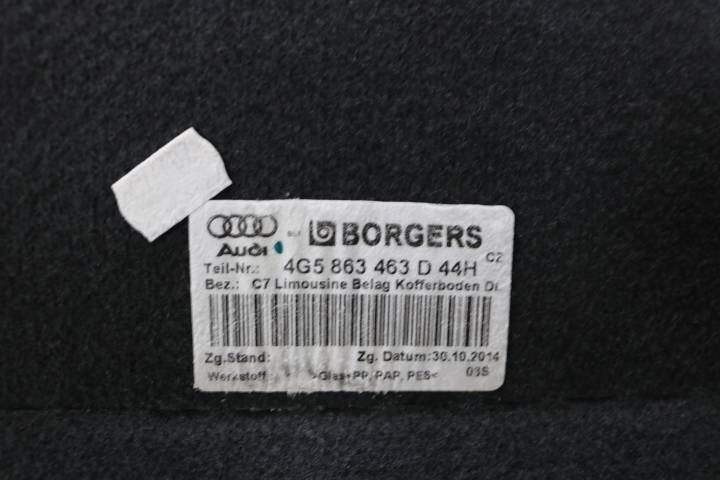 BORGERS
Audi
C2
Teil-Nr.: 4G5 863 463 D 44H
Bez.: C7 Limousine Belag Kofferboden Di
Zg.Stand: Zg. Datum:30.10.2014
Werkstoff: >Glas+PP, PAP, PES< 03S